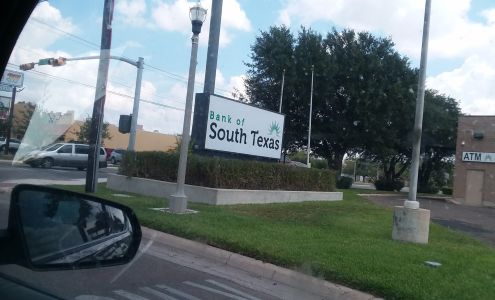 Bank of
South Texas
ATM